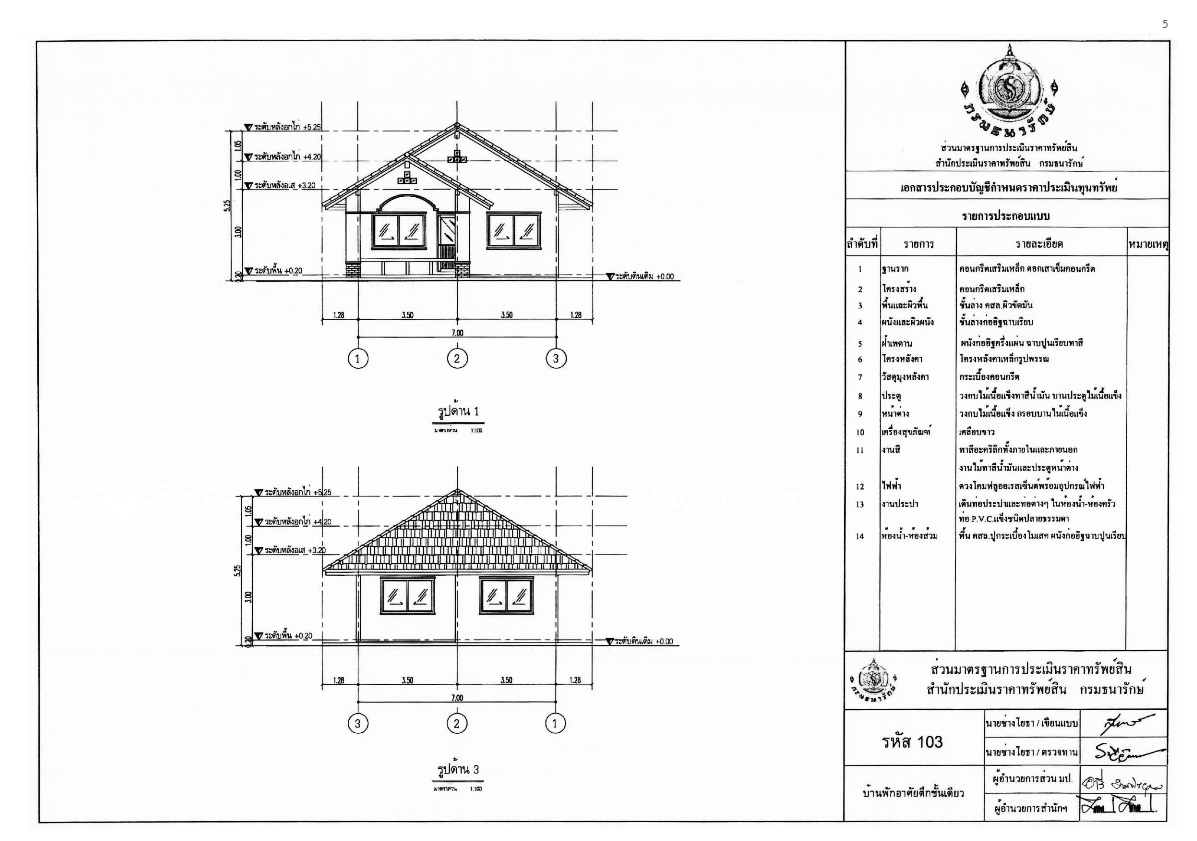 5
ระดับหลังอกไก่ +5.25
ระดับหลังอกไก่ +4.20
ระดับหลังอเส +3.20
ระดับพื้น +0.20
ระดับดินเดิม +0.00
1.05
1.00
3.00
0.20
5.25
1.28 3.50 3.50 1.28
7.00
1 2 3
รูปด้าน 1
มาตราส่วน 1:100
ระดับหลังอกไก่ +5.25
ระดับหลังอกไก่ +4.20
ระดับหลังอเส +3.20
ระดับพื้น +0.20
ระดับดินเดิม +0.00
1.05
1.00
3.00
0.20
5.25
1.28 3.50 3.50 1.28
7.00
3 2 1
รูปด้าน 3
มาตราส่วน 1:100
กรมธนารักษ์
ส่วนมาตรฐานการประเมินราคาทรัพย์สิน
สำนักประเมินราคาทรัพย์สิน กรมธนารักษ์
เอกสารประกอบบัญชีกำหนดราคาประเมินทุนทรัพย์
รายการประกอบแบบ
ลำดับที่ รายการ รายละเอียด หมายเหตุ
1 ฐานราก คอนกรีตเสริมเหล็ก ตอกเสาเข็มคอนกรีต
2 โครงสร้าง คอนกรีตเสริมเหล็ก
3 พื้นและผิวพื้น ชั้นล่าง คสล.ผิวขัดมัน
4 ผนังและผิวผนัง ชั้นล่างก่ออิฐฉาบเรียบ
5 ฝ้าเพดาน ผนังก่ออิฐครึ่งแผ่น ฉาบปูนเรียบทาสี
6 โครงหลังคา โครงหลังคาเหล็กรูปพรรณ
7 วัสดุมุงหลังคา กระเบื้องคอนกรีต
8 ประตู วงกบไม้เนื้อแข็งทาสีน้ำมัน บานประตูไม้เนื้อแข็ง
9 หน้าต่าง วงกบไม้เนื้อแข็ง กรอบบานไม้เนื้อแข็ง
10 เครื่องสุขภัณฑ์ เคลือบขาว
11 งานสี ทาสีอะคริลิกทั้งภายในและภายนอก
งานไม้ทาสีน้ำมันและประตูหน้าต่าง
12 ไฟฟ้า ดวงโคมฟลูออเรสเซ็นต์พร้อมอุปกรณ์ไฟฟ้า
13 งานประปา เดินท่อประปาและท่อต่างๆ ในห้องน้ำ-ห้องครัว
ท่อ P.V.C.แข็งชนิดปลายธรรมดา
14 ห้องน้ำ-ห้องส้วม พื้น คสล.ปูกระเบื้องโมเสค ผนังก่ออิฐฉาบปูนเรียบ
กรมธนารักษ์
ส่วนมาตรฐานการประเมินราคาทรัพย์สิน
สำนักประเมินราคาทรัพย์สิน กรมธนารักษ์
รหัส 103
นายช่างโยธา / เขียนแบบ
นายช่างโยธา / ตรวจทาน
บ้านพักอาศัยตึกชั้นเดียว
ผู้อำนวยการส่วน มป.
ผู้อำนวยการสำนักฯ